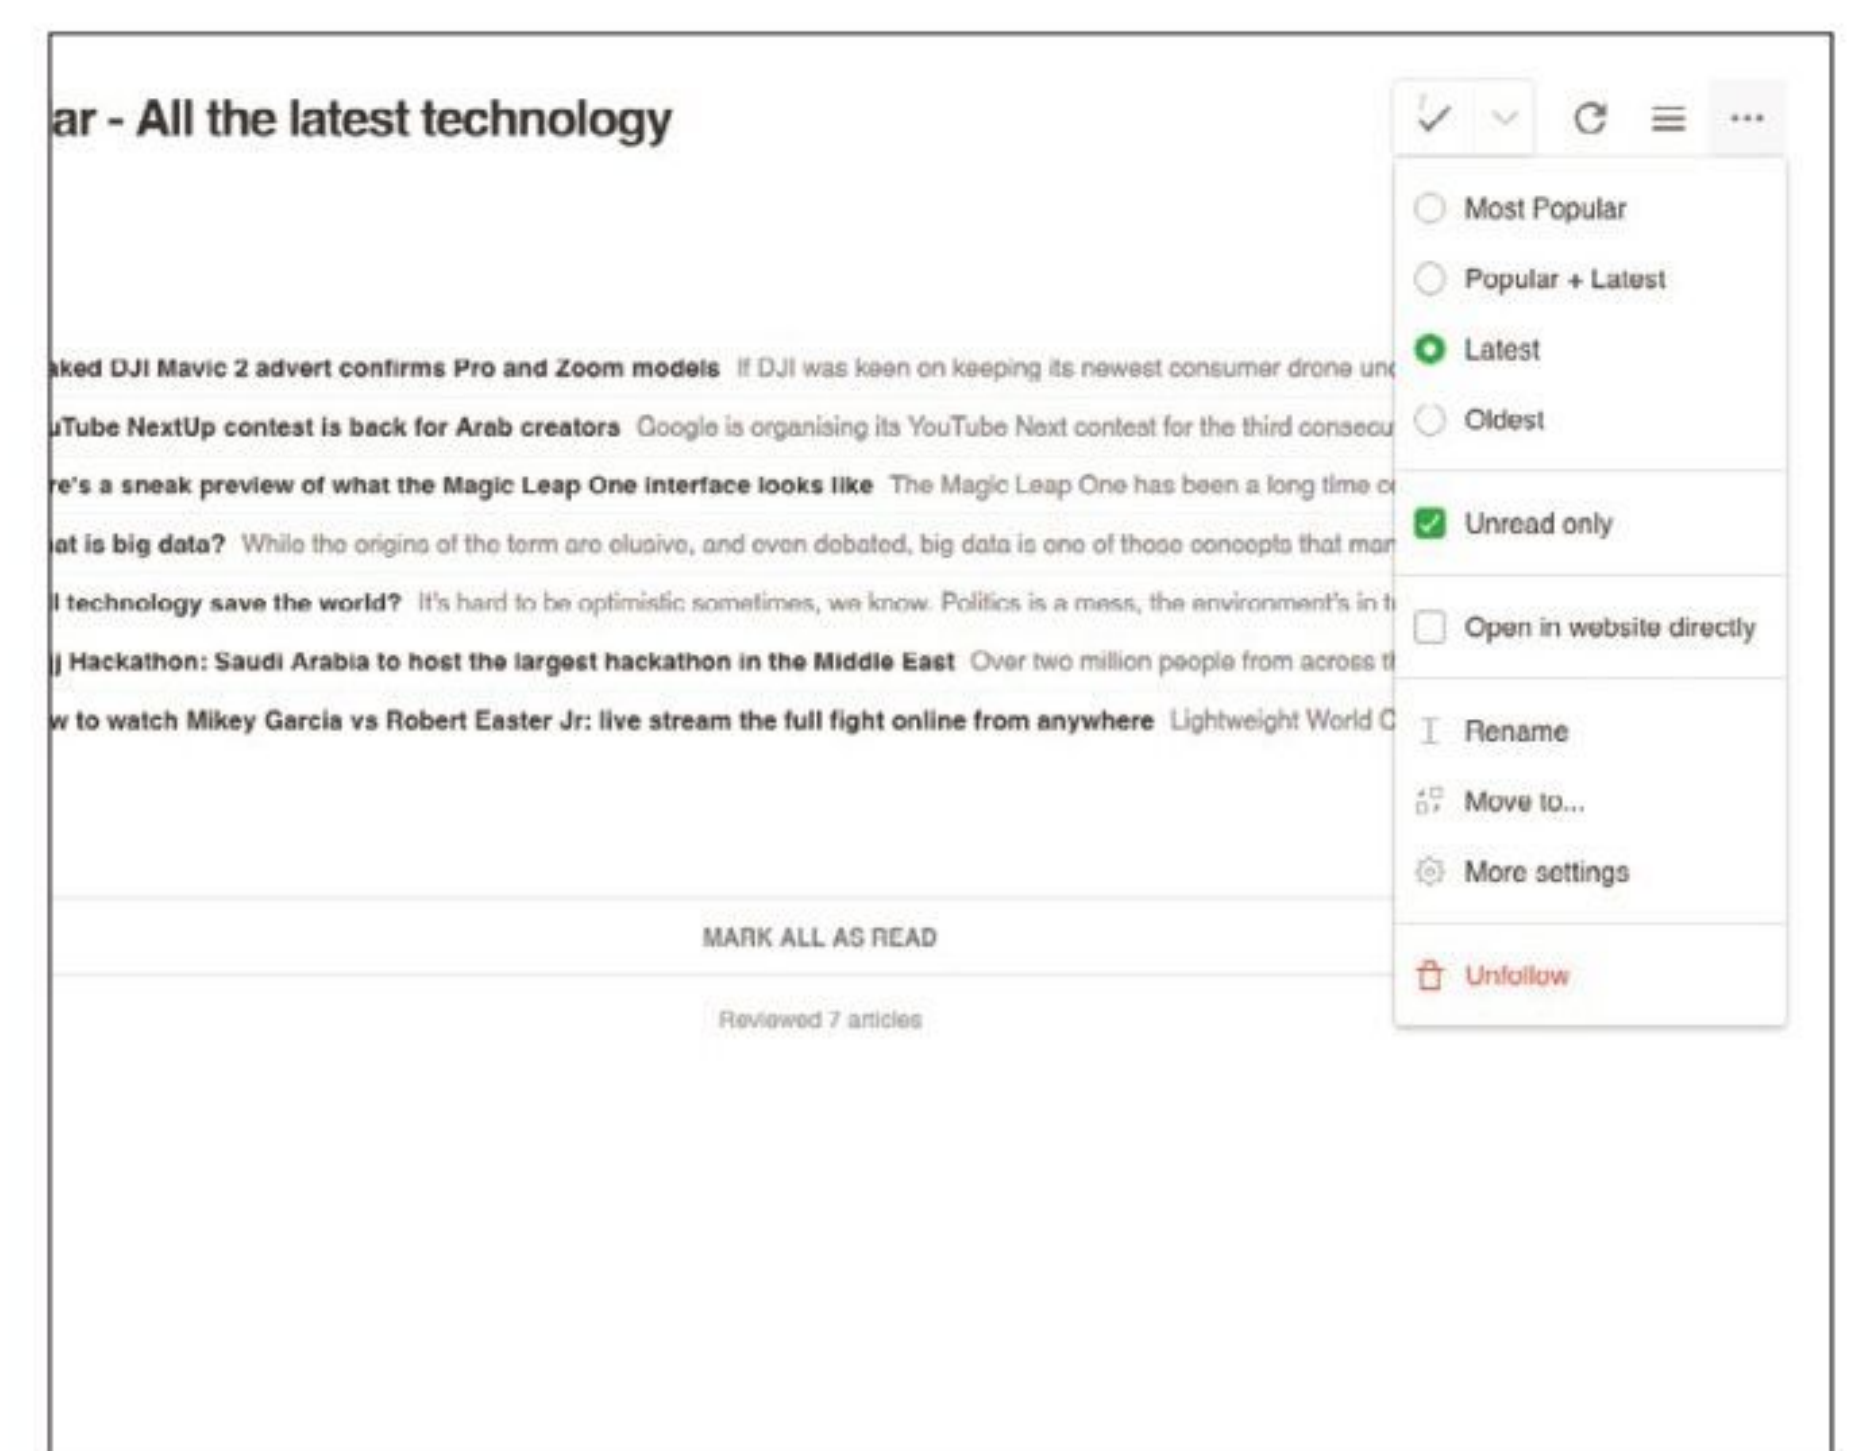 ar - All the latest technology
Most Popular
Popular + Latest
Latest
Oldest
Unread only
Open in website directly
Rename
Move to...
More settings
Unfollow
aked DJI Mavic 2 advert confirms Pro and Zoom models If DJI was keen on keeping its newest consumer drone und
uTube NextUp contest is back for Arab creators Google is organising its YouTube Next contest for the third consecu
re's a sneak preview of what the Magic Leap One interface looks like The Magic Leap One has been a long time co
at is big data? While the origins of the term are elusive, and even debated, big data is one of those concepts that man
l technology save the world? It's hard to be optimistic sometimes, we know. Politics is a mess, the environment's in t
jj Hackathon: Saudi Arabia to host the largest hackathon in the Middle East Over two million people from across th
w to watch Mikey Garcia vs Robert Easter Jr: live stream the full fight online from anywhere Lightweight World C
MARK ALL AS READ
Reviewed 7 articles